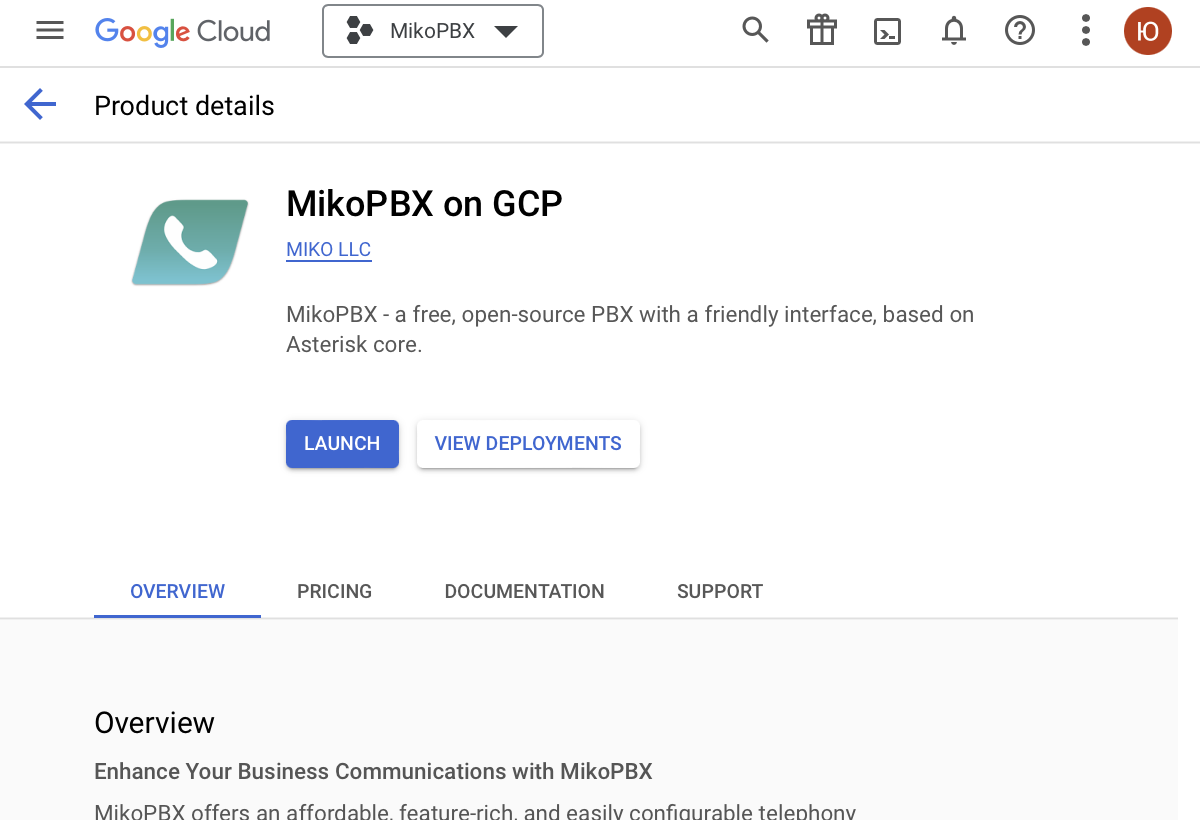 Google Cloud
MikoPBX
Ю
Product details
MikoPBX on GCP
MIKO LLC
MikoPBX - a free, open-source PBX with a friendly interface, based on
Asterisk core.
LAUNCH
VIEW DEPLOYMENTS
OVERVIEW
PRICING
DOCUMENTATION
SUPPORT
Overview
Enhance Your Business Communications with MikoPBX
MikoPBX offers an affordable, feature-rich, and easily configurable telephony